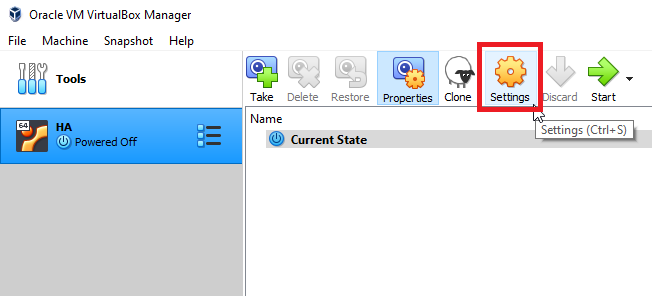 Oracle VM VirtualBox Manager
File Machine Snapshot Help
Tools
Take Delete Restore Properties Clone Settings Discard Start
64
HA
Powered Off
Name
Current State
Settings (Ctrl+S)